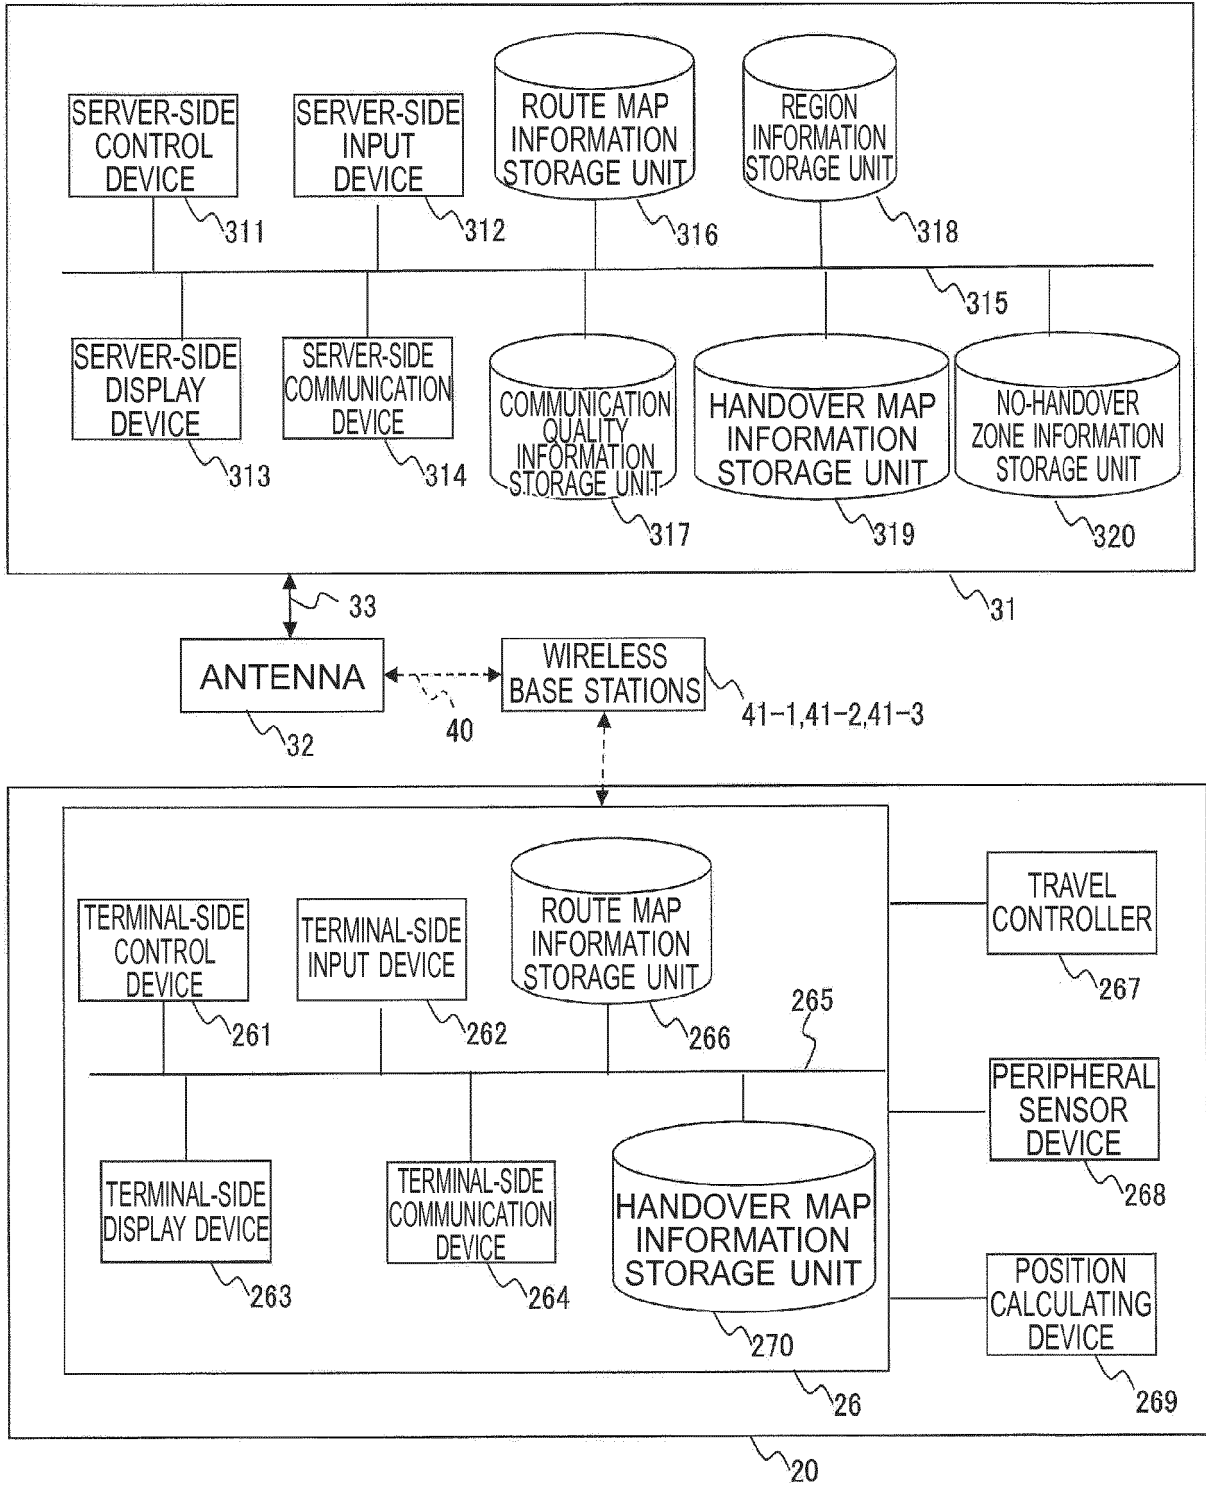 SERVER-SIDE
CONTROL
DEVICE
311
SERVER-SIDE
INPUT
DEVICE
312
ROUTE MAP
INFORMATION
STORAGE UNIT
316
REGION
INFORMATION
STORAGE UNIT
318
315
SERVER-SIDE
DISPLAY
DEVICE
313
SERVER-SIDE
COMMUNICATION
DEVICE
314
COMMUNICATION
QUALITY
INFORMATION
STORAGE UNIT
317
HANDOVER MAP
INFORMATION
STORAGE UNIT
319
NO-HANDOVER
ZONE INFORMATION
STORAGE UNIT
320
31
33
ANTENNA
32
40
WIRELESS
BASE STATIONS
41-1,41-2,41-3
TERMINAL-SIDE
CONTROL
DEVICE
261
TERMINAL-SIDE
INPUT DEVICE
262
ROUTE MAP
INFORMATION
STORAGE UNIT
266
265
TRAVEL
CONTROLLER
267
PERIPHERAL
SENSOR
DEVICE
268
TERMINAL-SIDE
DISPLAY DEVICE
263
TERMINAL-SIDE
COMMUNICATION
DEVICE
264
HANDOVER MAP
INFORMATION
STORAGE UNIT
270
POSITION
CALCULATING
DEVICE
269
26
20